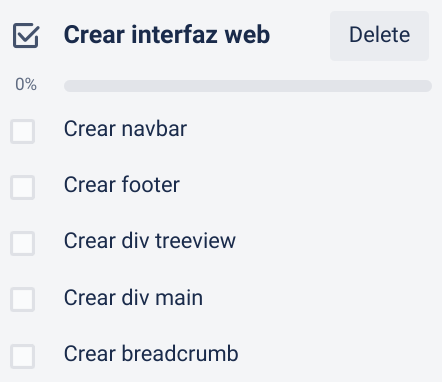 Crear interfaz web
Delete
0%
Crear navbar
Crear footer
Crear div treeview
Crear div main
Crear breadcrumb